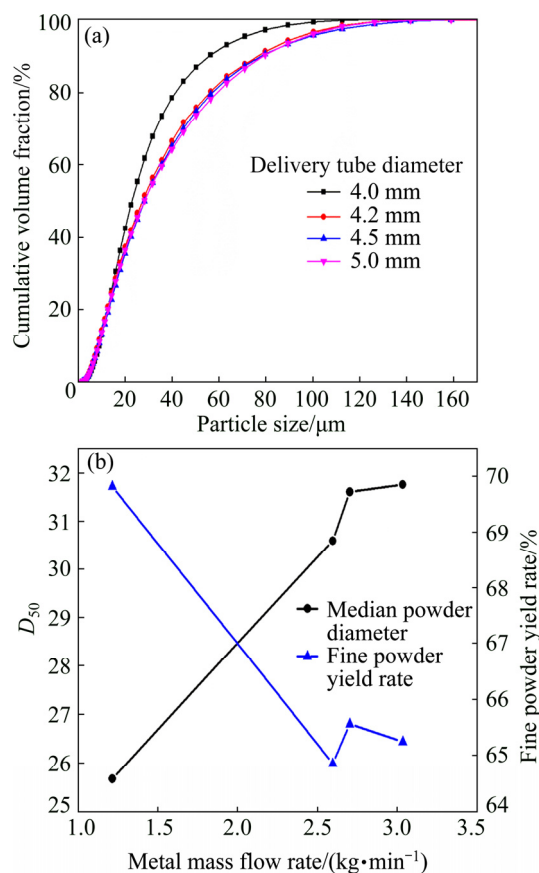 (a)
100
80
60
40
20
0
Cumulative volume fraction/%
Delivery tube diameter
4.0 mm
4.2 mm
4.5 mm
5.0 mm
20 40 60 80 100 120 140 160
Particle size/μm
(b)
32
31
30
29
28
27
26
25
D50
70
69
68
67
66
65
64
Fine powder yield rate/%
Median powder
diameter
Fine powder
yield rate
1.0 1.5 2.0 2.5 3.0 3.5
Metal mass flow rate/(kg•min⁻¹)